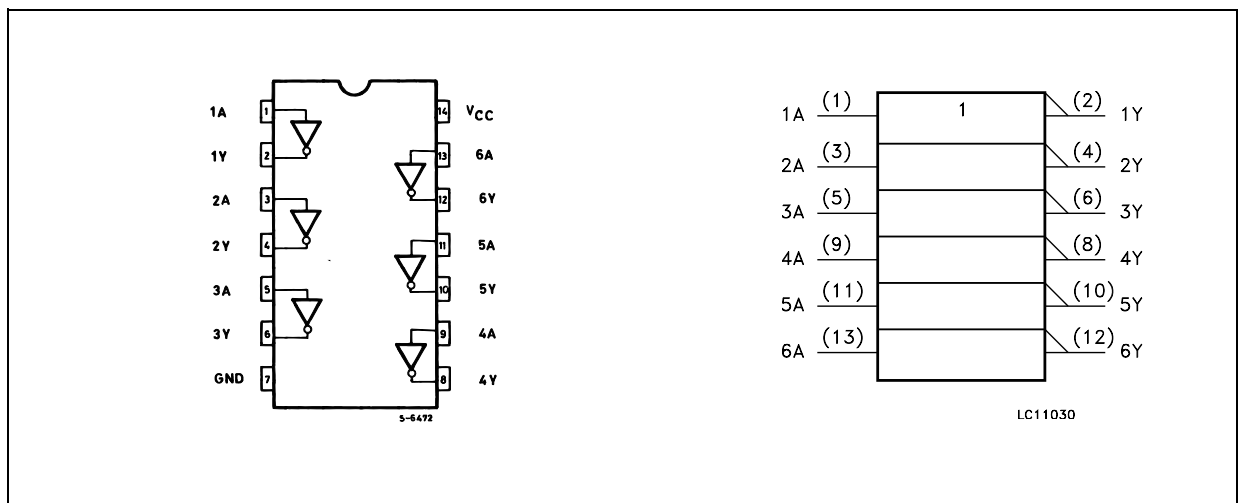 1A 1 14 VCC
1Y 2 13 6A
2A 3 12 6Y
2Y 4 11 5A
3A 5 10 5Y
3Y 6 9 4A
GND 7 8 4Y
S-6472
1A (1) 1 (2) 1Y
2A (3) (4) 2Y
3A (5) (6) 3Y
4A (9) (8) 4Y
5A (11) (10) 5Y
6A (13) (12) 6Y
LC11030